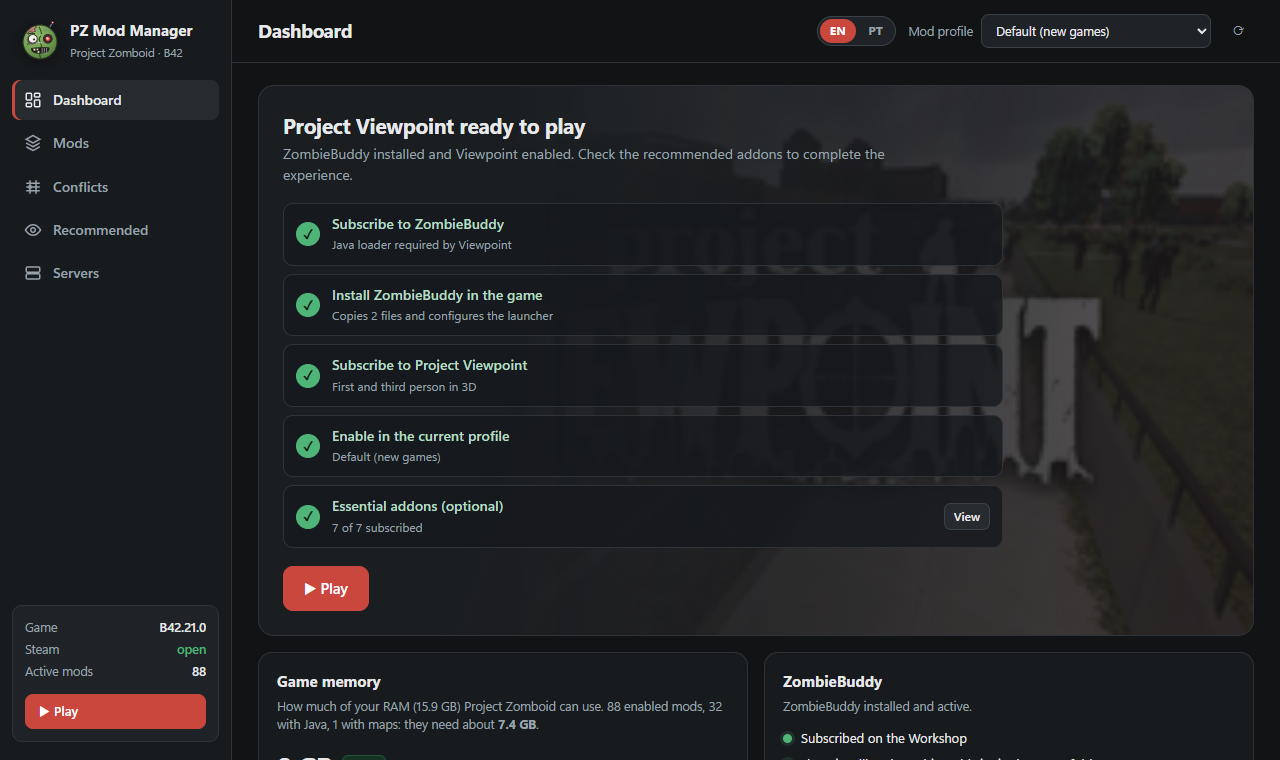 PZ Mod Manager
Project Zomboid · B42
Dashboard
Mods
Conflicts
Recommended
Servers
Game B42.21.0
Steam open
Active mods 88
▶ Play
Dashboard
EN PT Mod profile Default (new games)
Project Viewpoint ready to play
ZombieBuddy installed and Viewpoint enabled. Check the recommended addons to complete the
experience.
Subscribe to ZombieBuddy
Java loader required by Viewpoint
Install ZombieBuddy in the game
Copies 2 files and configures the launcher
Subscribe to Project Viewpoint
First and third person in 3D
Enable in the current profile
Default (new games)
Essential addons (optional)
7 of 7 subscribed
View
▶ Play
project
Game memory
How much of your RAM (15.9 GB) Project Zomboid can use. 88 enabled mods, 32
with Java, 1 with maps: they need about 7.4 GB.
ZombieBuddy
ZombieBuddy installed and active.
Subscribed on the Workshop